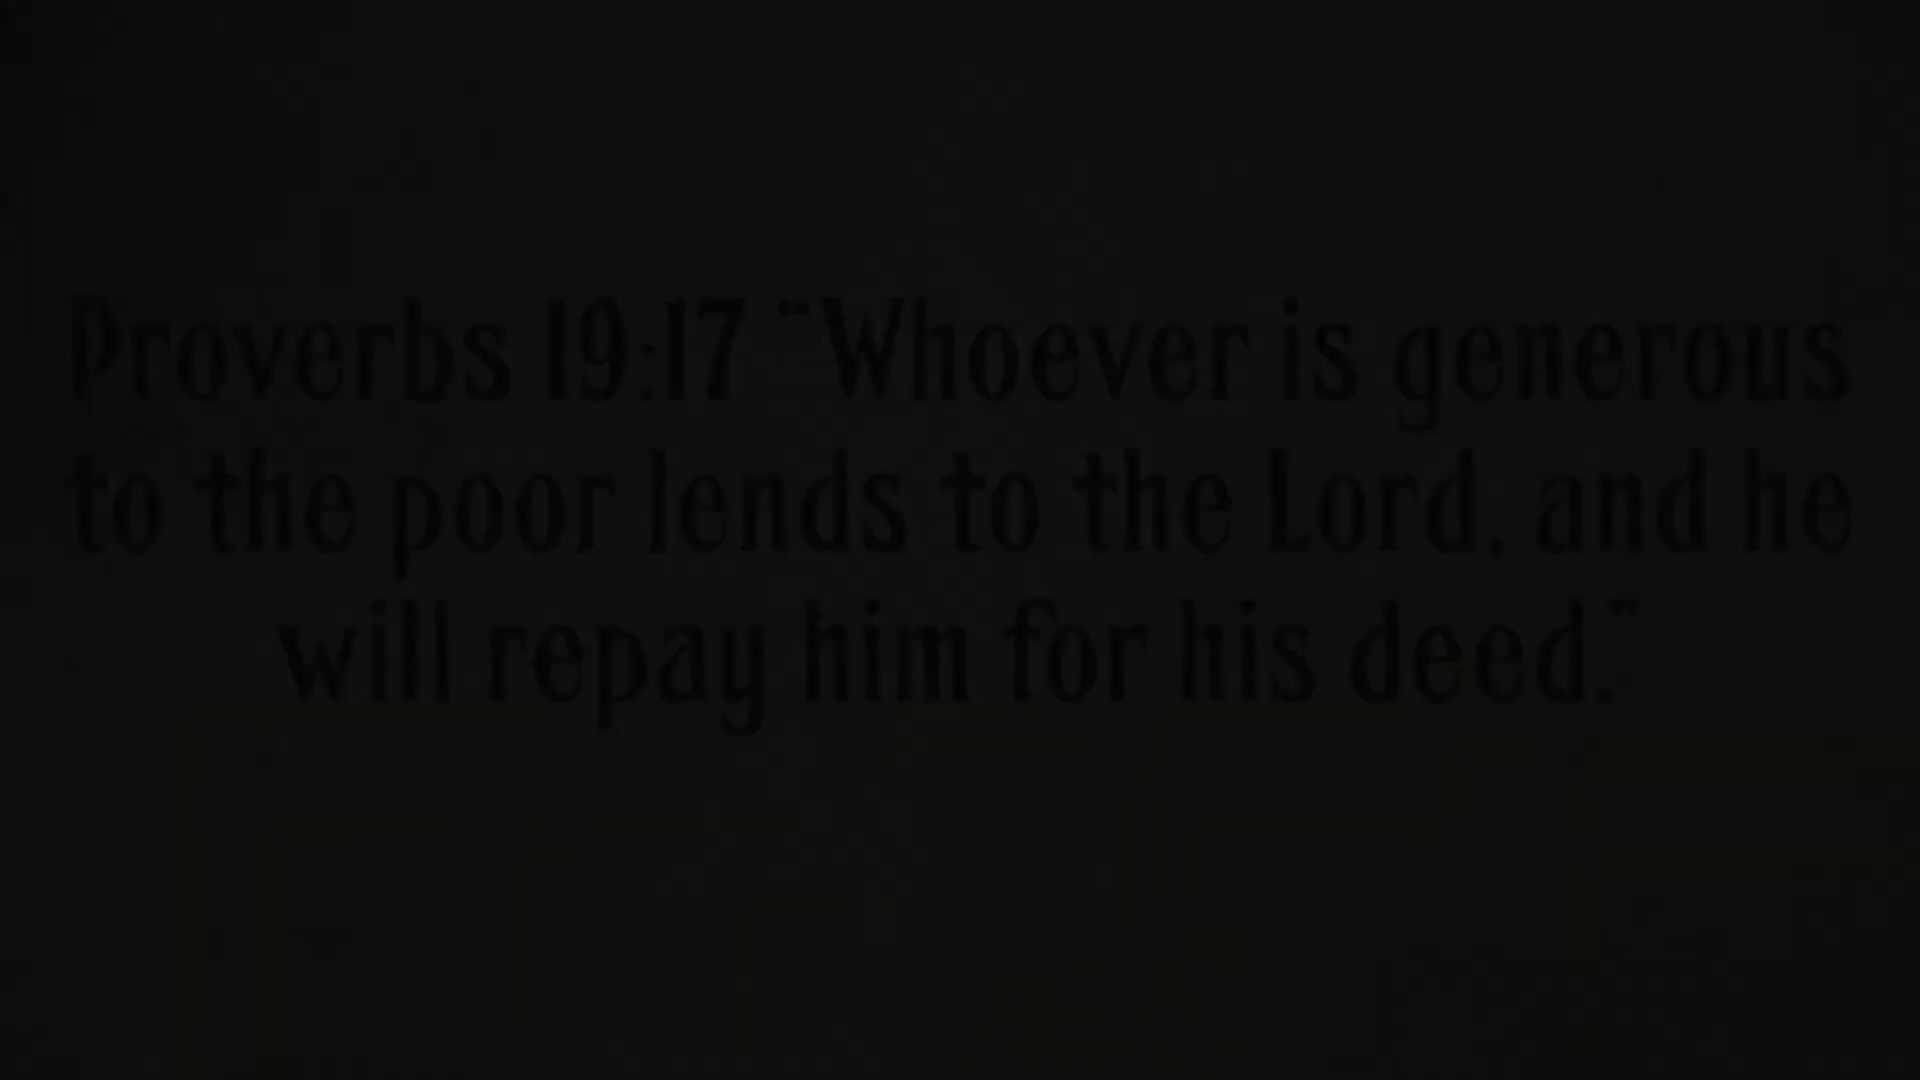 Proverbs 19:17 "Whoever is generous
to the poor lends to the Lord, and he
will repay him for his deed."